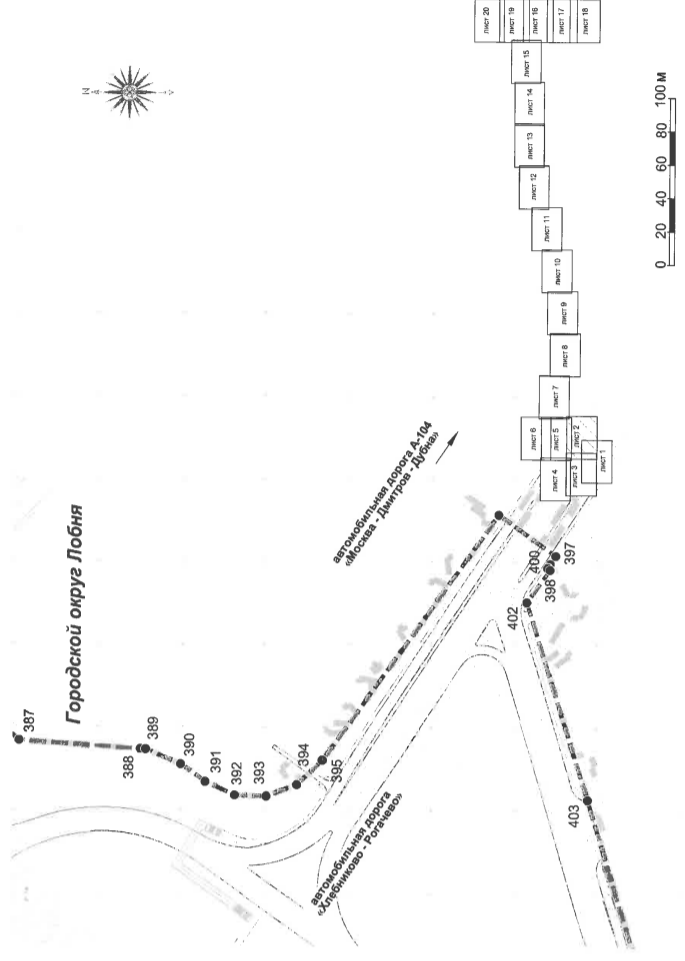 N
лист 20
лист 19
лист 16
лист 17
лист 18
лист 15
лист 14
лист 13
лист 12
лист 11
лист 10
лист 9
лист 8
лист 7
лист 6
лист 5
лист 2
лист 4
лист 3
лист 1
0 20 40 60 80 100 м
Городской округ Лобня
автомобильная дорога А-104
«Москва - Дмитров - Дубна»
автомобильная дорога
«Хлебниково - Рогачево»
387
388
389
390
391
392
393
394
395
400
397
398
402
403